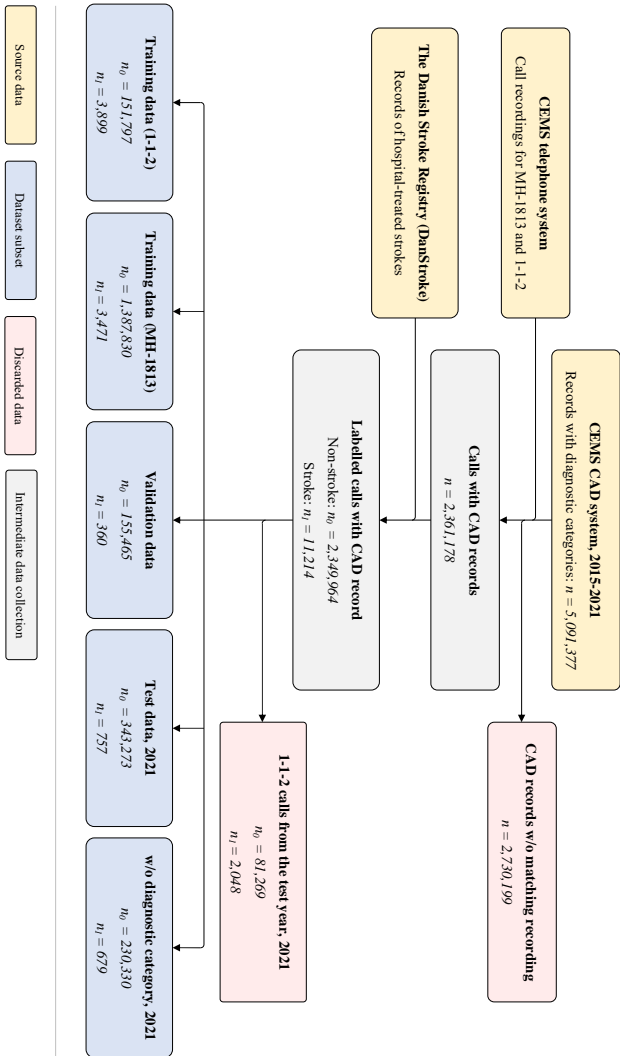 CEMS CAD system, 2015-2021
Records with diagnostic categories: n = 5,091,377
CEMS telephone system
Call recordings for MH-1813 and 1-1-2
CAD records w/o matching recording
n = 2,730,199
Calls with CAD records
n = 2,361,178
The Danish Stroke Registry (DanStroke)
Records of hospital-treated strokes
Labelled calls with CAD record
Non-stroke: n0 = 2,349,964
Stroke: n1 = 11,214
1-1-2 calls from the test year, 2021
n0 = 81,269
n1 = 2,048
Training data (1-1-2)
n0 = 151,797
n1 = 3,899
Training data (MH-1813)
n0 = 1,387,830
n1 = 3,471
Validation data
n0 = 155,465
n1 = 360
Test data, 2021
n0 = 343,273
n1 = 757
w/o diagnostic category, 2021
n0 = 230,330
n1 = 679
Source data
Dataset subset
Discarded data
Intermediate data collection